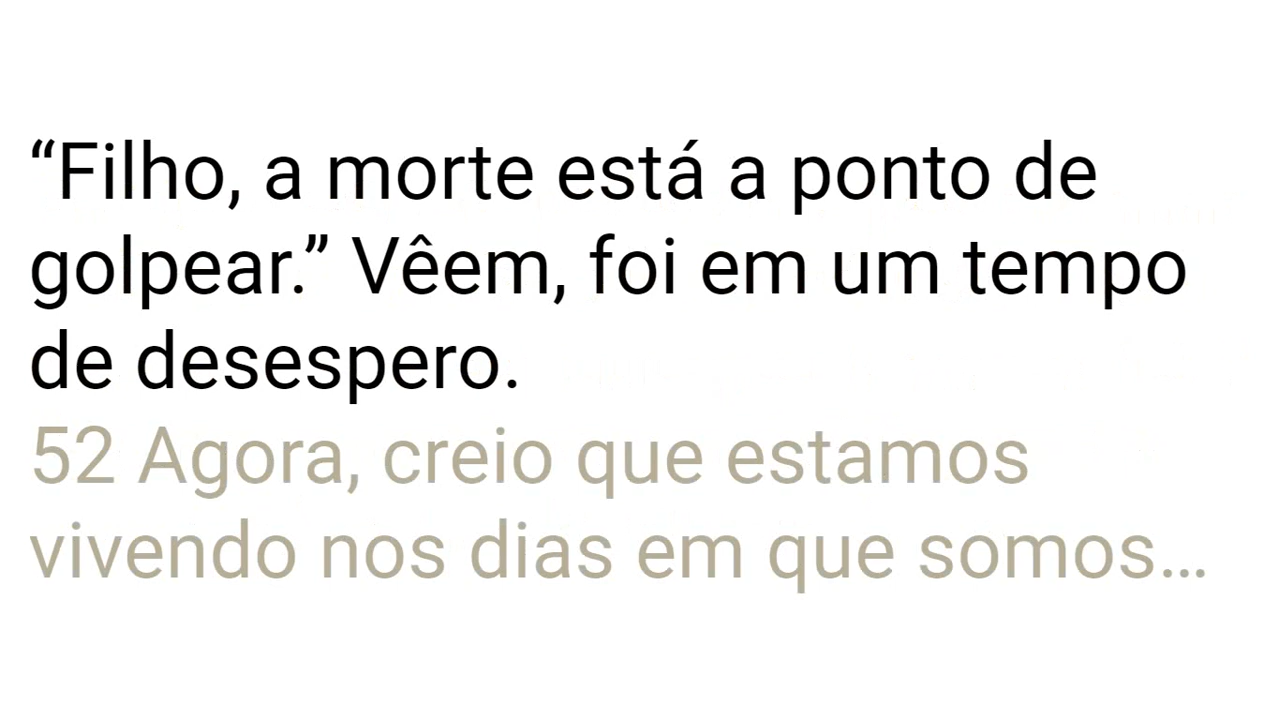 “Filho, a morte está a ponto de
golpear.” Vêem, foi em um tempo
de desespero.
52 Agora, creio que estamos
vivendo nos dias em que somos…